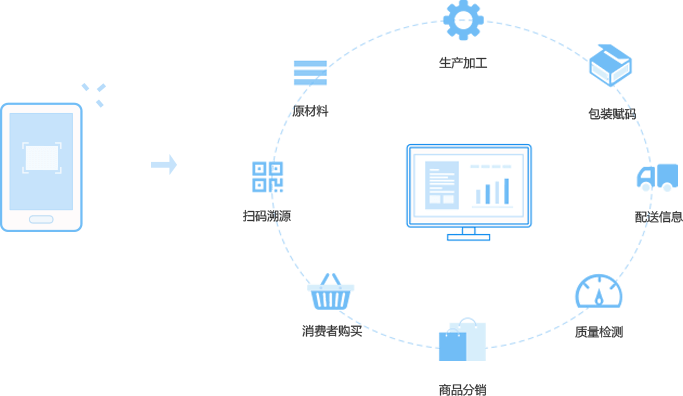 生产加工
原材料
包装赋码
扫码溯源
配送信息
消费者购买
质量检测
商品分销